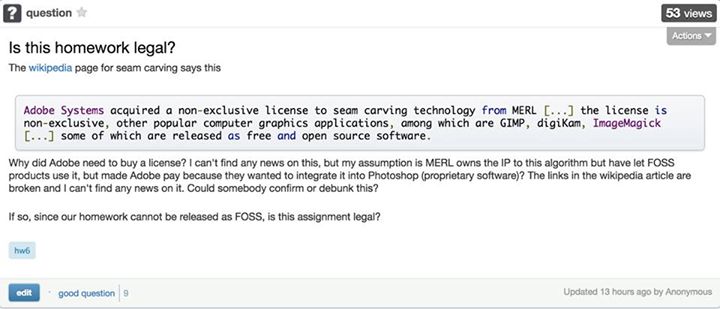 ? question
53 views
Actions
Is this homework legal?
The wikipedia page for seam carving says this
Adobe Systems acquired a non-exclusive license to seam carving technology from MERL [...] the license is
non-exclusive, other popular computer graphics applications, among which are GIMP, digiKam, ImageMagick
[...] some of which are released as free and open source software.
Why did Adobe need to buy a license? I can't find any news on this, but my assumption is MERL owns the IP to this algorithm but have let FOSS
products use it, but made Adobe pay because they wanted to integrate it into Photoshop (proprietary software)? The links in the wikipedia article are
broken and I can't find any news on it. Could somebody confirm or debunk this?
If so, since our homework cannot be released as FOSS, is this assignment legal?
hw6
edit · good question 9
Updated 13 hours ago by Anonymous